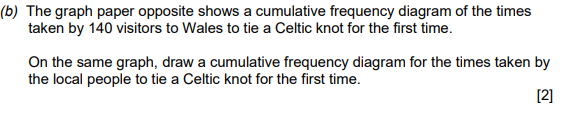 (b) The graph paper opposite shows a cumulative frequency diagram of the times
taken by 140 visitors to Wales to tie a Celtic knot for the first time.
On the same graph, draw a cumulative frequency diagram for the times taken by
the local people to tie a Celtic knot for the first time.
[2]